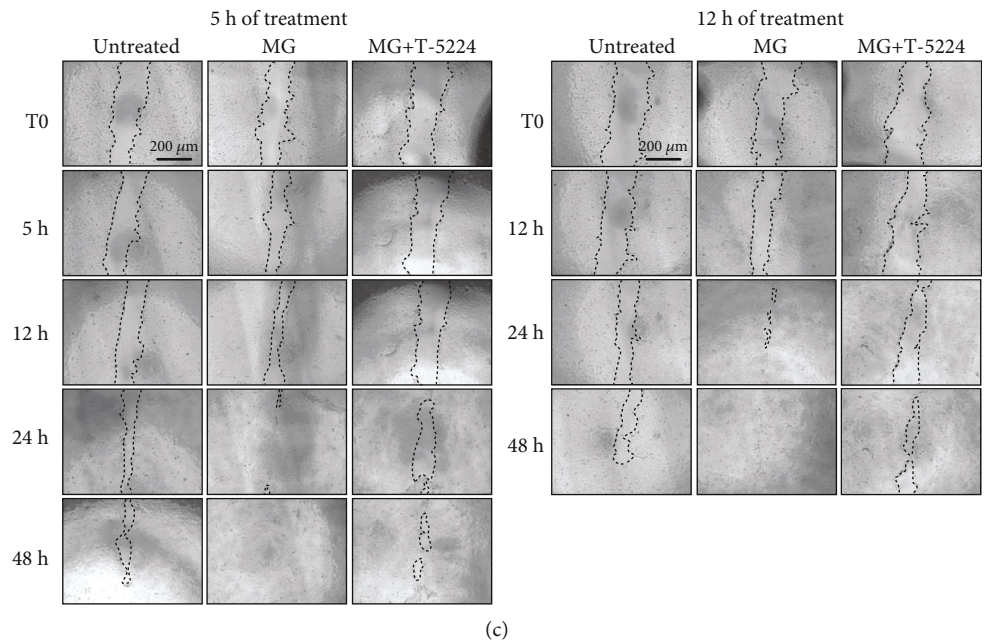 5 h of treatment
Untreated MG MG+T-5224
T0
200 μm
5 h
12 h
24 h
48 h
12 h of treatment
Untreated MG MG+T-5224
T0
200 μm
12 h
24 h
48 h
(c)